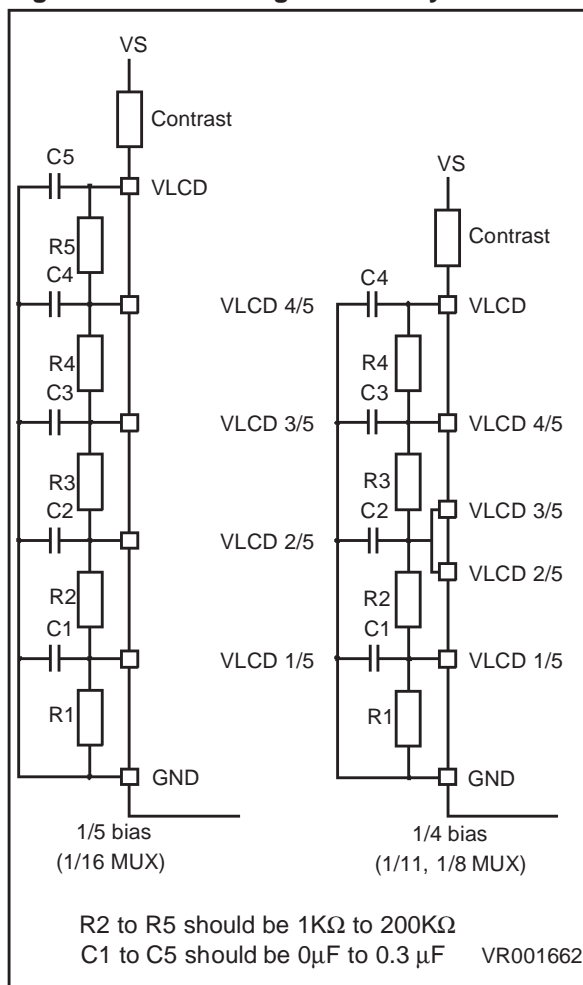 VS
Contrast
C5
VLCD
R5
C4
VLCD 4/5
R4
C3
VLCD 3/5
R3
C2
VLCD 2/5
R2
C1
VLCD 1/5
R1
GND
1/5 bias
(1/16 MUX)
VS
Contrast
C4
VLCD
R4
C3
VLCD 4/5
R3
VLCD 3/5
C2
VLCD 2/5
R2
C1
VLCD 1/5
R1
GND
1/4 bias
(1/11, 1/8 MUX)
R2 to R5 should be 1KΩ to 200KΩ
C1 to C5 should be 0µF to 0.3 µF VR001662